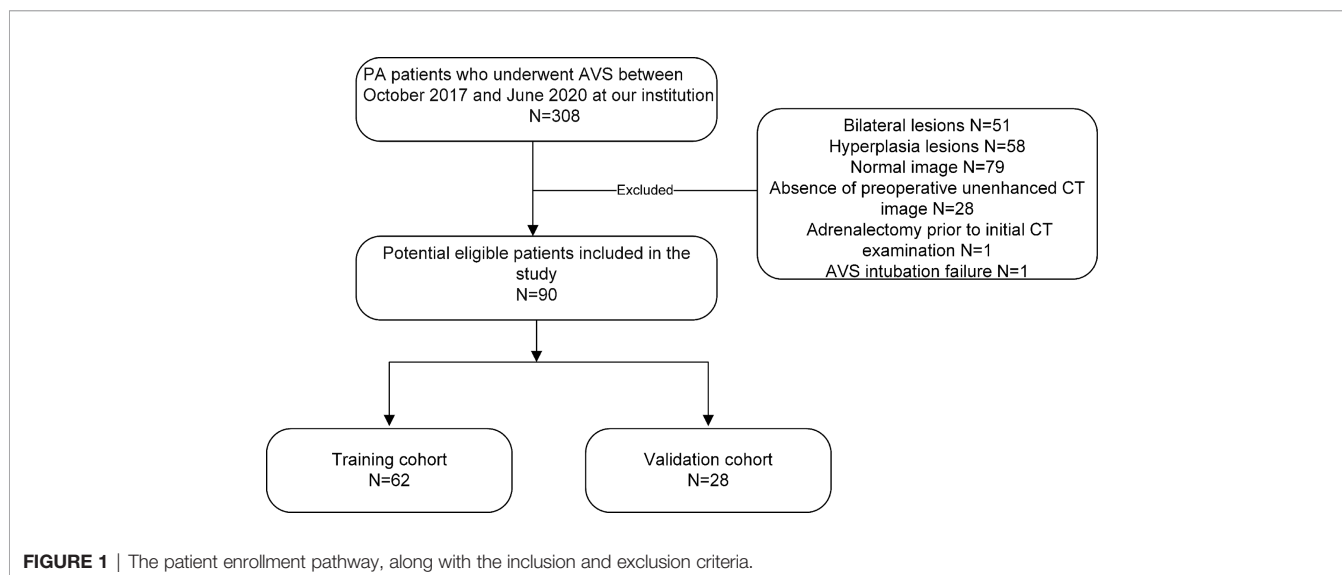 PA patients who underwent AVS between
October 2017 and June 2020 at our institution
N=308
Excluded
Bilateral lesions N=51
Hyperplasia lesions N=58
Normal image N=79
Absence of preoperative unenhanced CT
image N=28
Adrenalectomy prior to initial CT
examination N=1
AVS intubation failure N=1
Potential eligible patients included in the
study
N=90
Training cohort
N=62
Validation cohort
N=28
FIGURE 1 | The patient enrollment pathway, along with the inclusion and exclusion criteria.